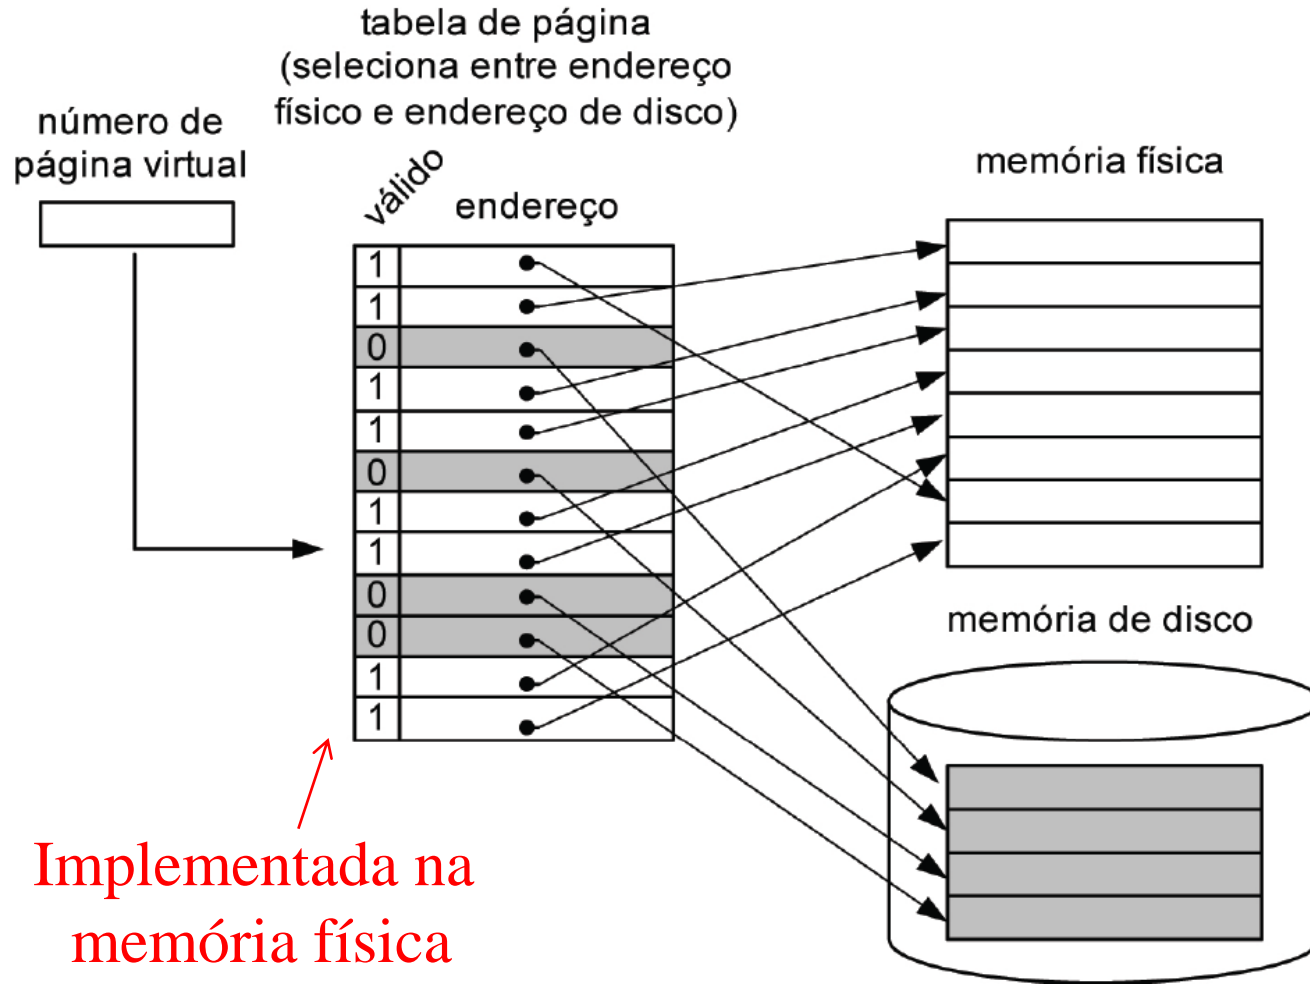 tabela de página
(seleciona entre endereço
físico e endereço de disco)
número de
página virtual
válido
endereço
memória física
1
1
0
1
1
0
1
1
0
0
1
1
memória de disco
Implementada na
memória física